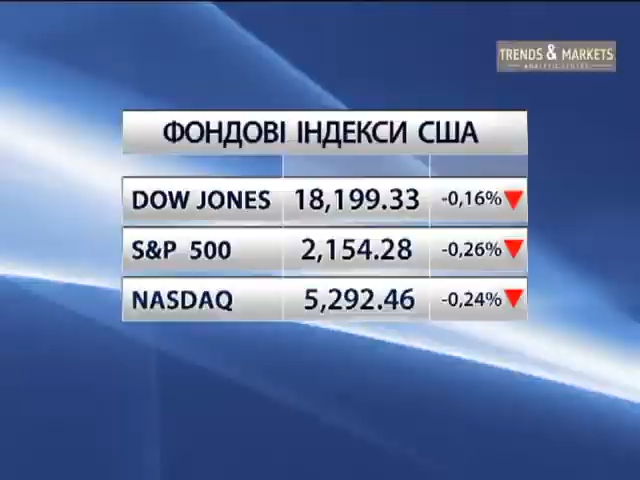 TRENDS & MARKETS
ФОНДОВІ ІНДЕКСИ США
DOW JONES 18,199.33 -0,16%
S&P 500 2,154.28 -0,26%
NASDAQ 5,292.46 -0,24%